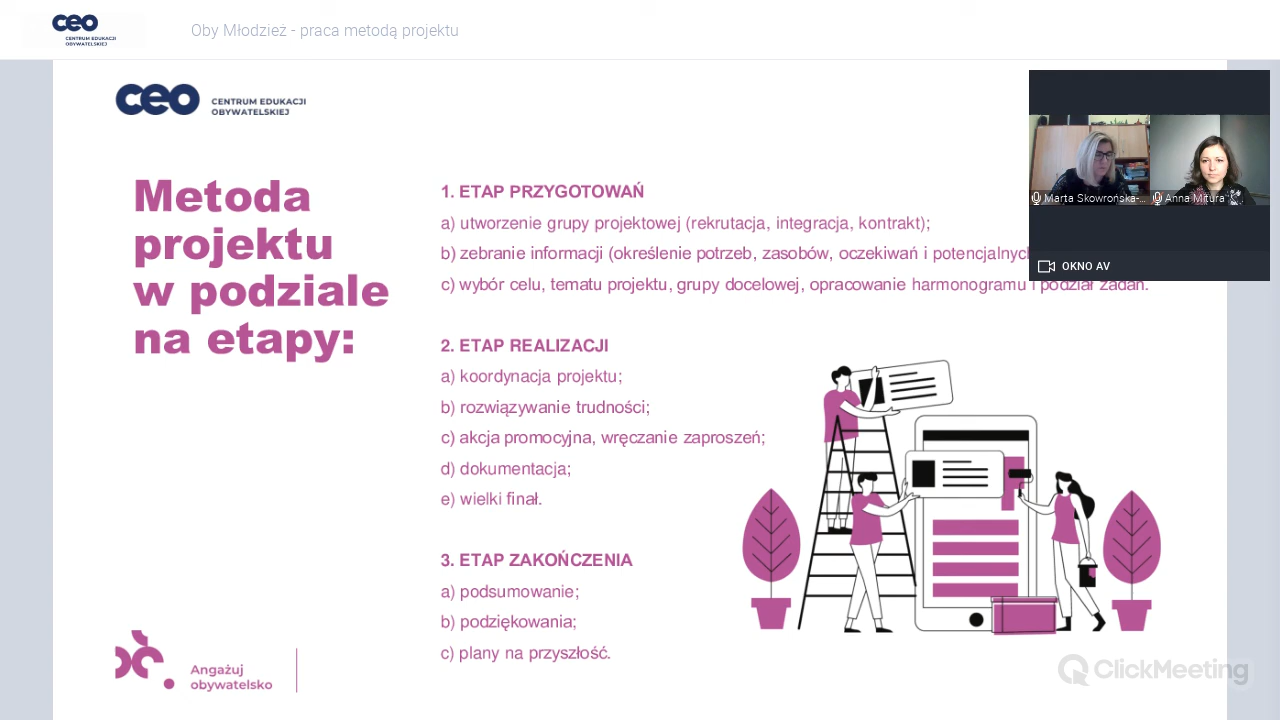 ceo
CENTRUM EDUKACJI
OBYWATELSKIEJ
Oby Młodzież - praca metodą projektu
ceo
CENTRUM EDUKACJI
OBYWATELSKIEJ
Metoda
projektu
w podziale
na etapy:
1. ETAP PRZYGOTOWAŃ
a) utworzenie grupy projektowej (rekrutacja, integracja, kontrakt);
b) zebranie informacji (określenie potrzeb, zasobów, oczekiwań i
c) wybór celu, tematu projektu, grupy docelowej, opracowanie harmonogramu i podział zadań.
2. ETAP REALIZACJI
a) koordynacja projektu;
b) rozwiązywanie trudności;
c) akcja promocyjna, wręczanie zaproszeń;
d) dokumentacja;
e) wielki finał.
3. ETAP ZAKOŃCZENIA
a) podsumowanie;
b) podziękowania;
c) plany na przyszłość.
Marta Skowrońska-...
Anna Mitura
OKNO AV
Angażuj
obywatelsko
ClickMeeting